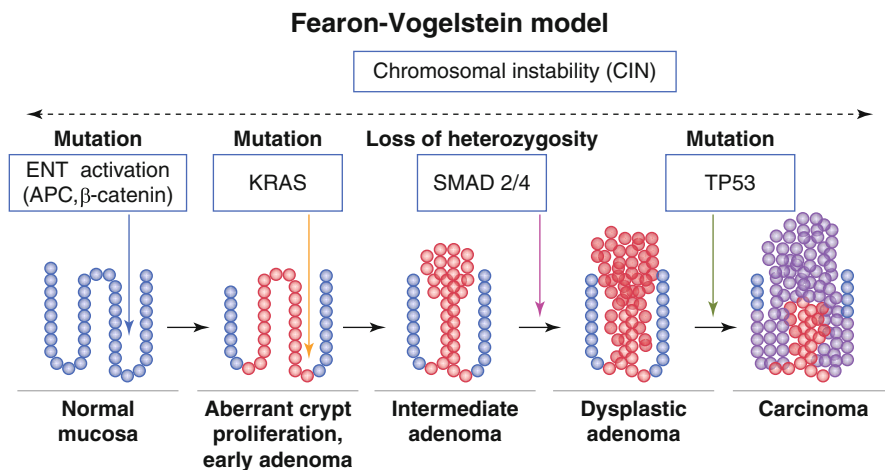 Fearon-Vogelstein model
Chromosomal instability (CIN)
Mutation
ENT activation
(APC, β-catenin)
Mutation
KRAS
Loss of heterozygosity
SMAD 2/4
Mutation
TP53
Normal
mucosa
Aberrant crypt
proliferation,
early adenoma
Intermediate
adenoma
Dysplastic
adenoma
Carcinoma